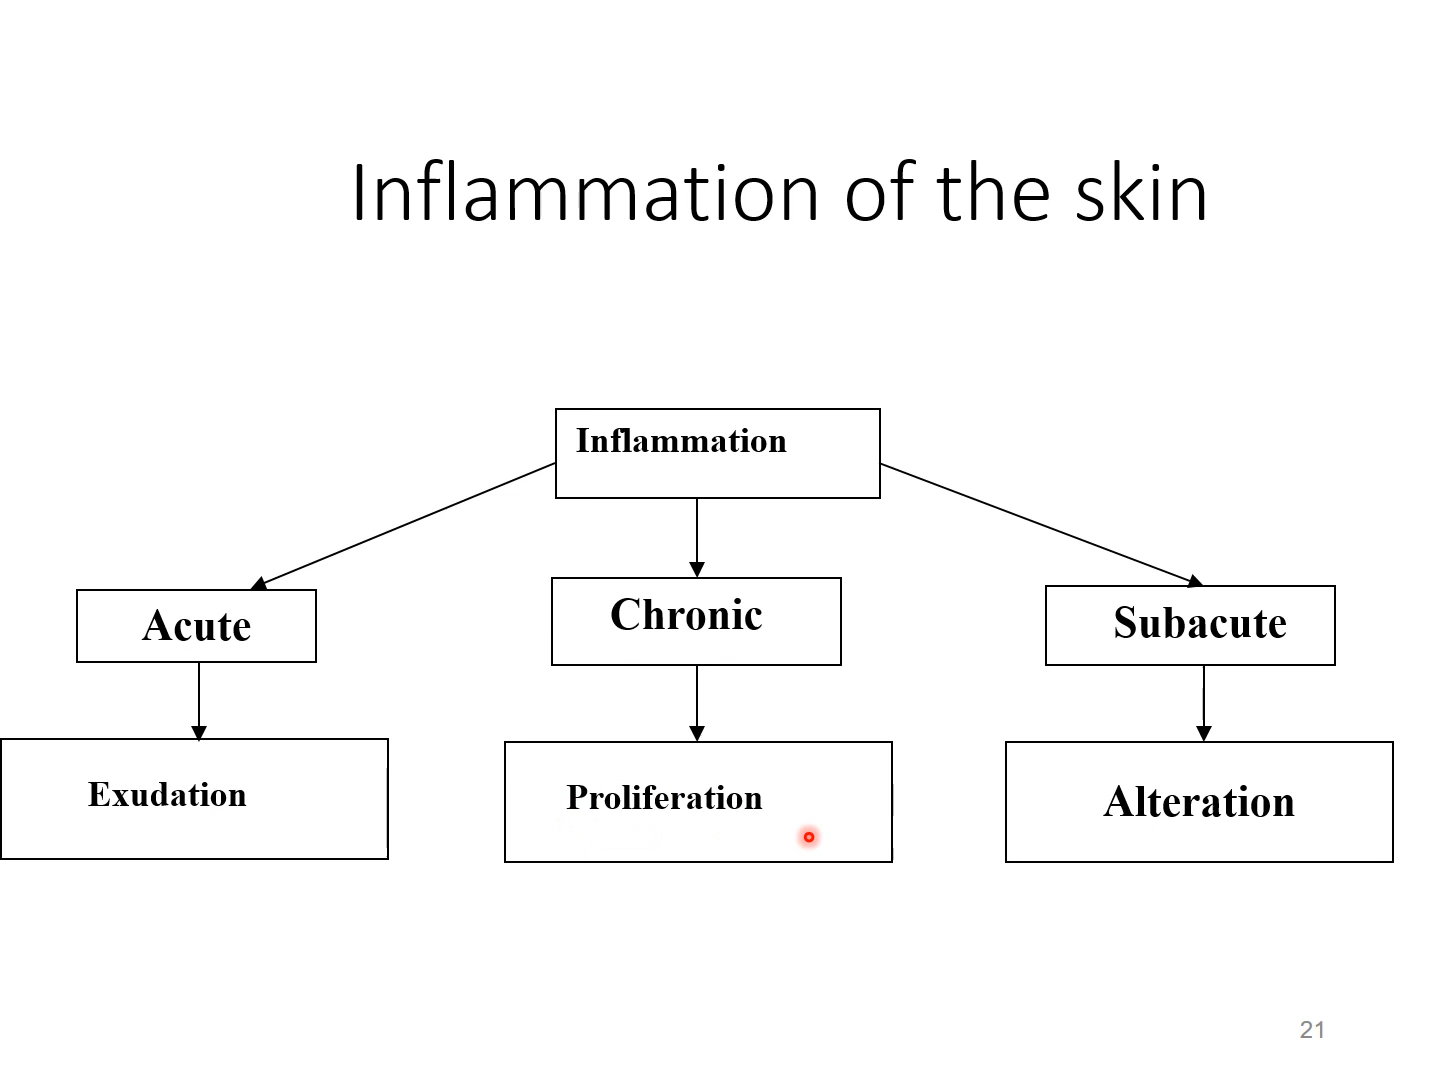 Inflammation of the skin
Inflammation
Acute
Chronic
Subacute
Exudation
Proliferation
Alteration
21